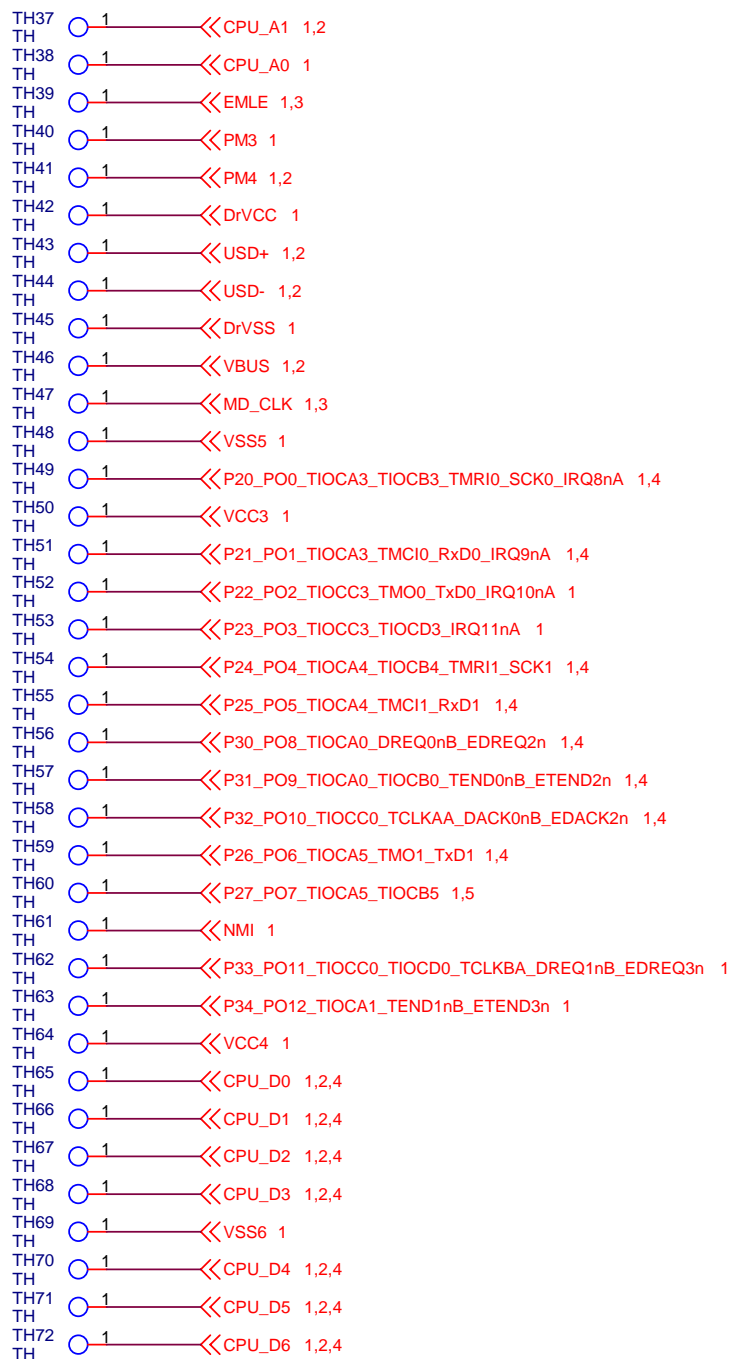 TH37 1 CPU_A1 1,2
TH
TH38 1 CPU_A0 1
TH
TH39 1 EMLE 1,3
TH
TH40 1 PM3 1
TH
TH41 1 PM4 1,2
TH
TH42 1 DrVCC 1
TH
TH43 1 USD+ 1,2
TH
TH44 1 USD- 1,2
TH
TH45 1 DrVSS 1
TH
TH46 1 VBUS 1,2
TH
TH47 1 MD_CLK 1,3
TH
TH48 1 VSS5 1
TH
TH49 1 P20_PO0_TIOCA3_TIOCB3_TMRI0_SCK0_IRQ8nA 1,4
TH
TH50 1 VCC3 1
TH
TH51 1 P21_PO1_TIOCA3_TMCI0_RxD0_IRQ9nA 1,4
TH
TH52 1 P22_PO2_TIOCC3_TMO0_TxD0_IRQ10nA 1
TH
TH53 1 P23_PO3_TIOCC3_TIOCD3_IRQ11nA 1
TH
TH54 1 P24_PO4_TIOCA4_TIOCB4_TMRI1_SCK1 1,4
TH
TH55 1 P25_PO5_TIOCA4_TMCI1_RxD1 1,4
TH
TH56 1 P30_PO8_TIOCA0_DREQ0nB_EDREQ2n 1,4
TH
TH57 1 P31_PO9_TIOCA0_TIOCB0_TEND0nB_ETEND2n 1,4
TH
TH58 1 P32_PO10_TIOCC0_TCLKAA_DACK0nB_EDACK2n 1,4
TH
TH59 1 P26_PO6_TIOCA5_TMO1_TxD1 1,4
TH
TH60 1 P27_PO7_TIOCA5_TIOCB5 1,5
TH
TH61 1 NMI 1
TH
TH62 1 P33_PO11_TIOCC0_TIOCD0_TCLKBA_DREQ1nB_EDREQ3n 1
TH
TH63 1 P34_PO12_TIOCA1_TEND1nB_ETEND3n 1
TH
TH64 1 VCC4 1
TH
TH65 1 CPU_D0 1,2,4
TH
TH66 1 CPU_D1 1,2,4
TH
TH67 1 CPU_D2 1,2,4
TH
TH68 1 CPU_D3 1,2,4
TH
TH69 1 VSS6 1
TH
TH70 1 CPU_D4 1,2,4
TH
TH71 1 CPU_D5 1,2,4
TH
TH72 1 CPU_D6 1,2,4
TH